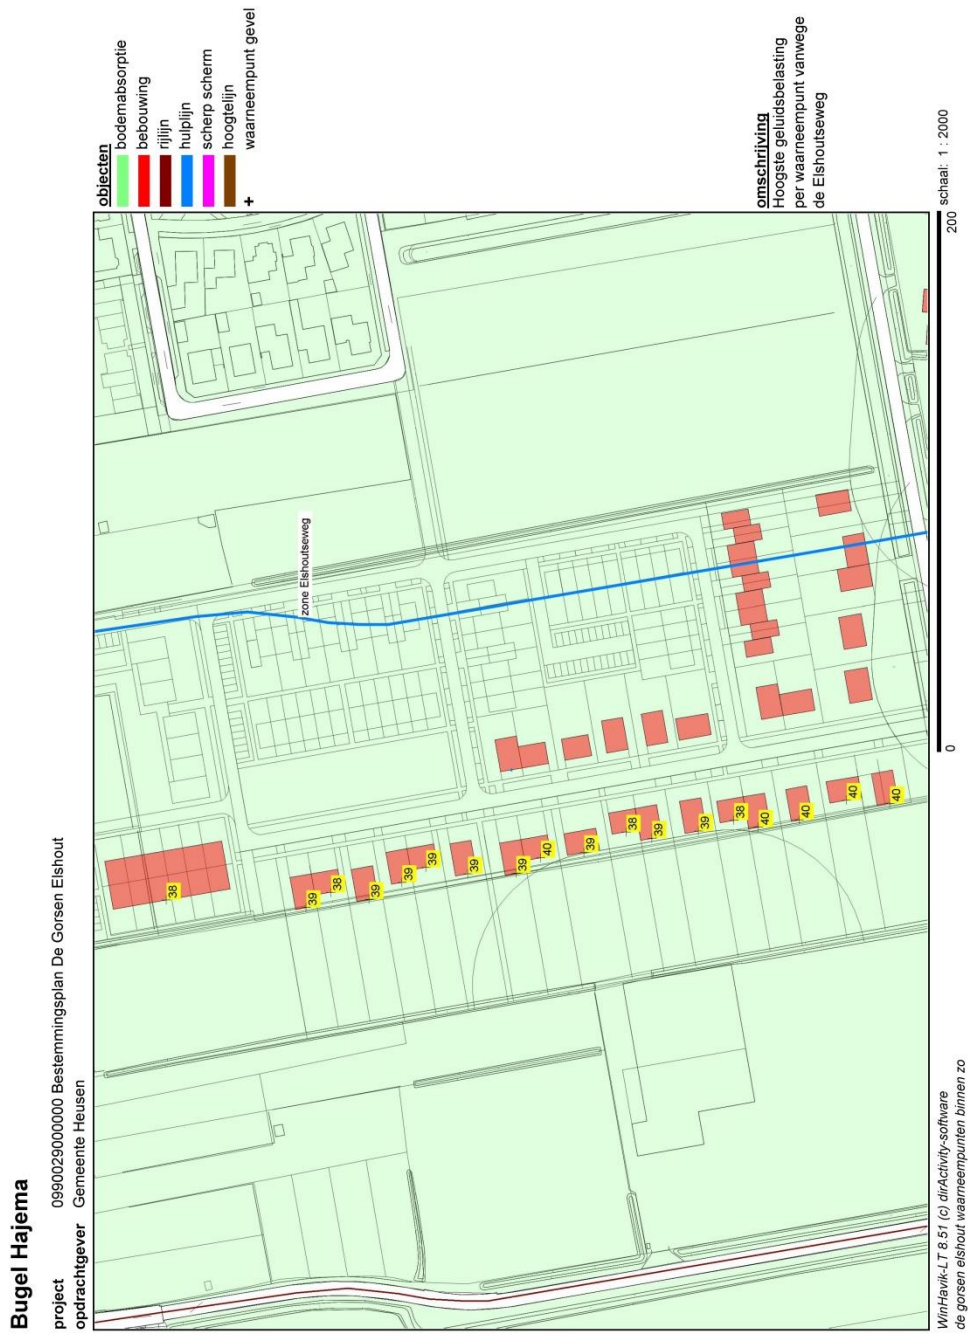 Bugel Hajema
project 0990029000000 Bestemmingsplan De Gorsen Elshout
opdrachtgever Gemeente Heusen
objecten
bodemabsorptie
bebouwing
rijlijn
hulplijn
scherp scherm
hoogtelijn
+ waarneempunt gevel
zone Elshoutseweg
38
39
38
39
39
39
39
39
40
39
38
39
39
38
40
40
40
40
omschrijving
Hoogste geluidsbelasting
per waarneempunt vanwege
de Elshoutseweg
0
200
schaal: 1 : 2000
WinHavik-LT 8.51 (c) dirActivity-software
de gorsen elshout waarneempunten binnen zo